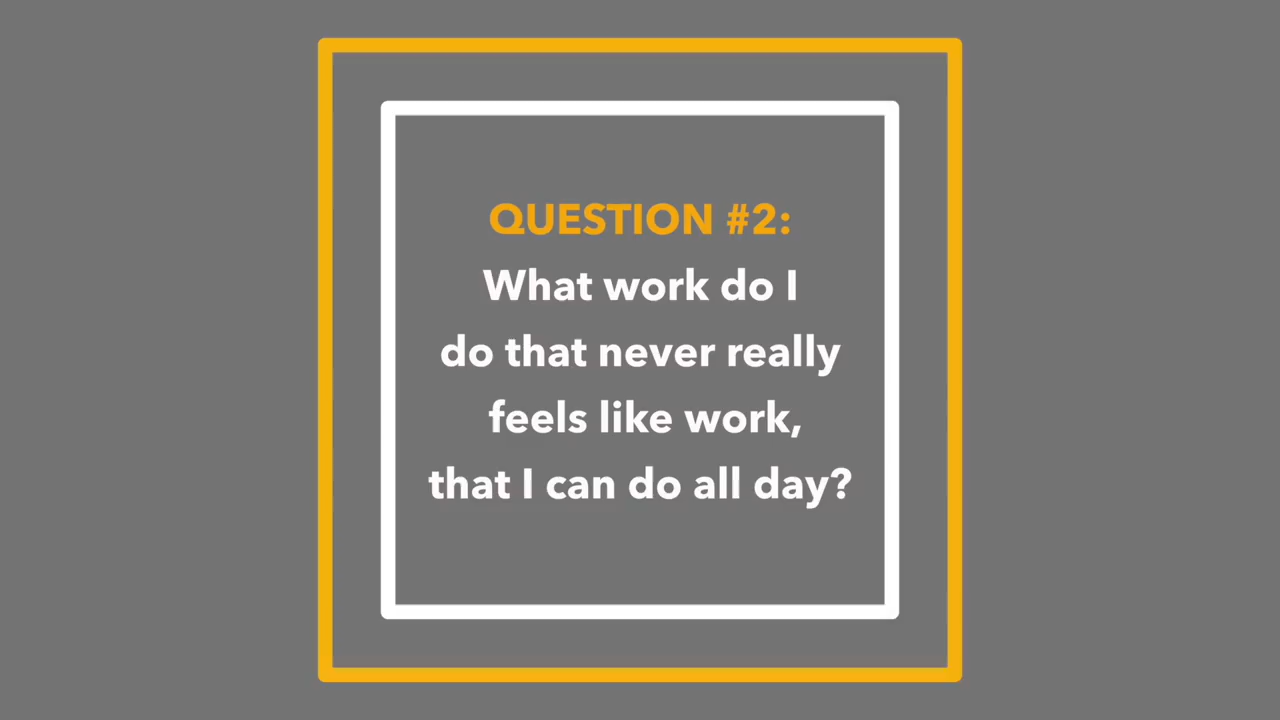 QUESTION #2:
What work do I
do that never really
feels like work,
that I can do all day?